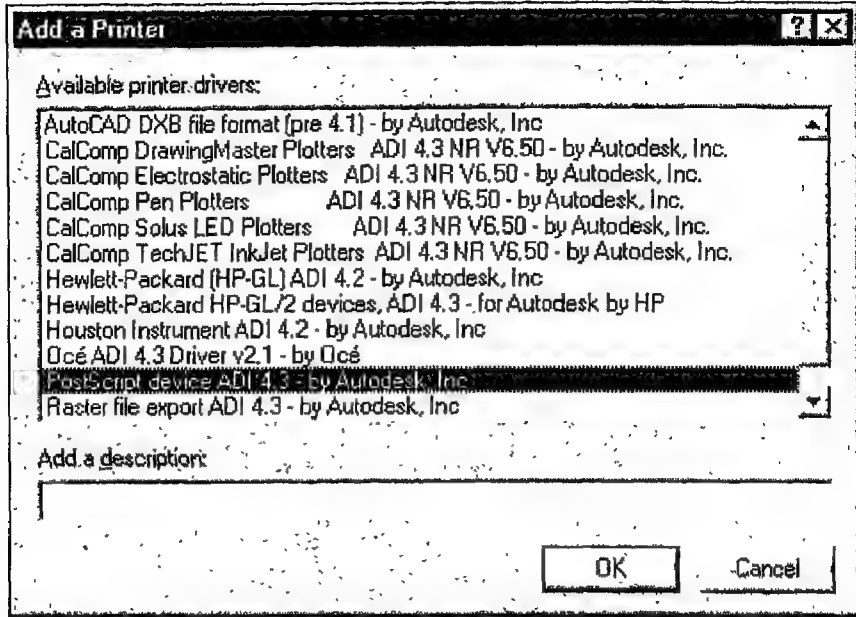 Add a Printer
Available printer drivers:
AutoCAD DXB file format (pre 4.1) - by Autodesk, Inc
CalComp DrawingMaster Plotters ADI 4.3 NR V6.50 - by Autodesk, Inc.
CalComp Electrostatic Plotters ADI 4.3 NR V6.50 - by Autodesk, Inc.
CalComp Pen Plotters ADI 4.3 NR V6.50 - by Autodesk, Inc.
CalComp Solus LED Plotters ADI 4.3 NR V6.50 - by Autodesk, Inc.
CalComp TechJET InkJet Plotters ADI 4.3 NR V6.50 - by Autodesk, Inc.
Hewlett-Packard (HP-GL) ADI 4.2 - by Autodesk, Inc
Hewlett-Packard HP-GL/2 devices, ADI 4.3 - for Autodesk by HP
Houston Instrument ADI 4.2 - by Autodesk, Inc
Océ ADI 4.3 Driver v2.1 - by Océ
PostScript device ADI 4.3 - by Autodesk, Inc
Raster file export ADI 4.3 - by Autodesk, Inc
Add a description:
OK
Cancel